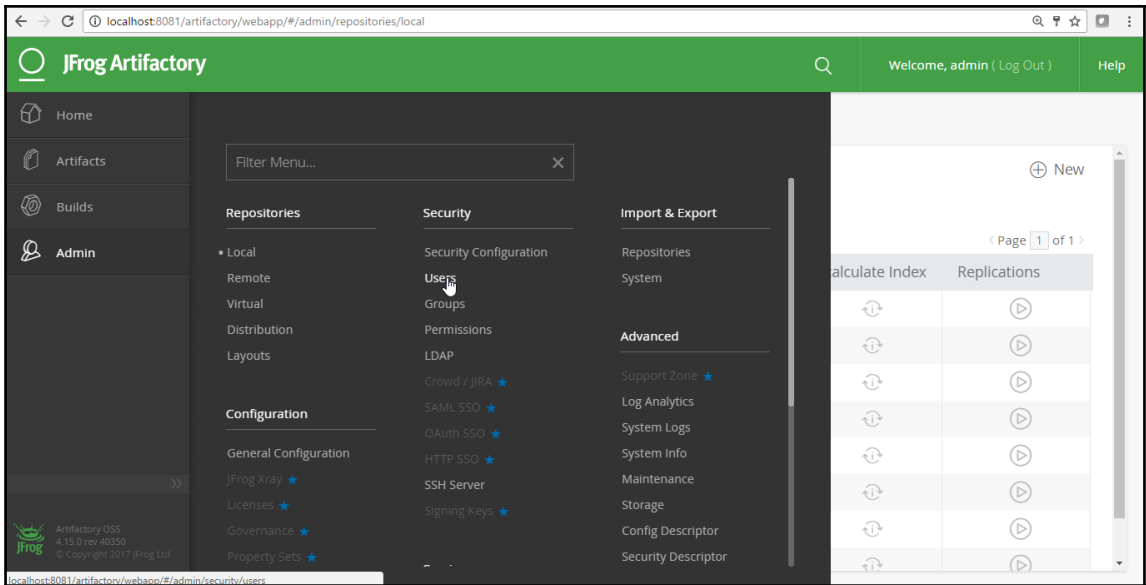 localhost:8081/artifactory/webapp/#/admin/repositories/local
JFrog Artifactory
Welcome, admin ( Log Out )
Help
Home
Artifacts
Builds
Admin
Filter Menu...
Repositories
Local
Remote
Virtual
Distribution
Layouts
Configuration
General Configuration
JFrog Xray
Licenses
Governance
Property Sets
Security
Security Configuration
Users
Groups
Permissions
LDAP
Crowd / JIRA
SAML SSO
OAuth SSO
HTTP SSO
SSH Server
Signing Keys
Import & Export
Repositories
System
Advanced
Support Zone
Log Analytics
System Logs
System Info
Maintenance
Storage
Config Descriptor
Security Descriptor
New
Page 1 of 1
alculate Index
Replications
JFrog
Artifactory OSS
4.15.0 rev 40350
© Copyright 2017 JFrog Ltd
localhost:8081/artifactory/webapp/#/admin/security/users